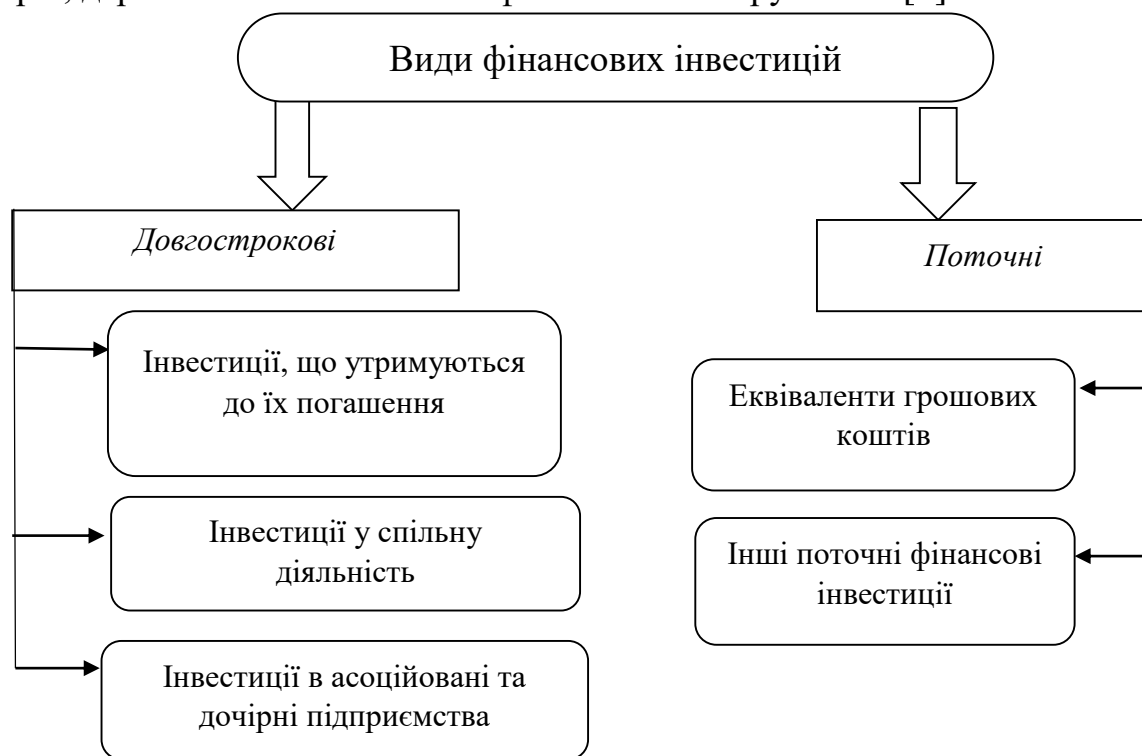 Види фінансових інвестицій
Довгострокові
Поточні
Інвестиції, що утримуються
до їх погашення
Еквіваленти грошових
коштів
Інвестиції у спільну
діяльність
Інші поточні фінансові
інвестиції
Інвестиції в асоційовані та
дочірні підприємства